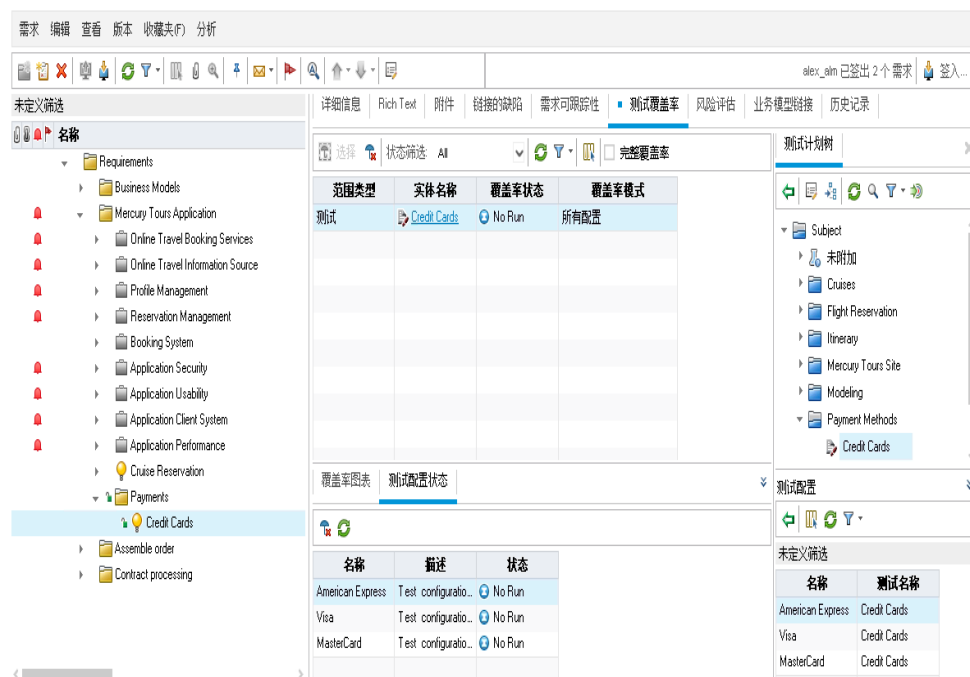 需求 编辑 查看 版本 收藏夹(F) 分析
alex_alm 已签出 2 个 需求 签入...
未定义筛选
名称
Requirements
Business Models
Mercury Tours Application
Online Travel Booking Services
Online Travel Information Source
Profile Management
Reservation Management
Booking System
Application Security
Application Usability
Application Client System
Application Performance
Cruise Reservation
Payments
Credit Cards
Assemble order
Contract processing
详细信息 Rich Text 附件 链接的缺陷 需求可跟踪性 测试覆盖率 风险评估 业务模型链接 历史记录
选择 状态筛选: All 完整覆盖率
范围类型 实体名称 覆盖率状态 覆盖率模式
测试 Credit Cards No Run 所有配置
覆盖率图表 测试配置状态
名称 描述 状态
American Express Test configuratio... No Run
Visa Test configuratio... No Run
MasterCard Test configuratio... No Run
测试计划树
Subject
未附加
Cruises
Flight Reservation
Itinerary
Mercury Tours Site
Modeling
Payment Methods
Credit Cards
测试配置
未定义筛选
名称 测试名称
American Express Credit Cards
Visa Credit Cards
MasterCard Credit Cards